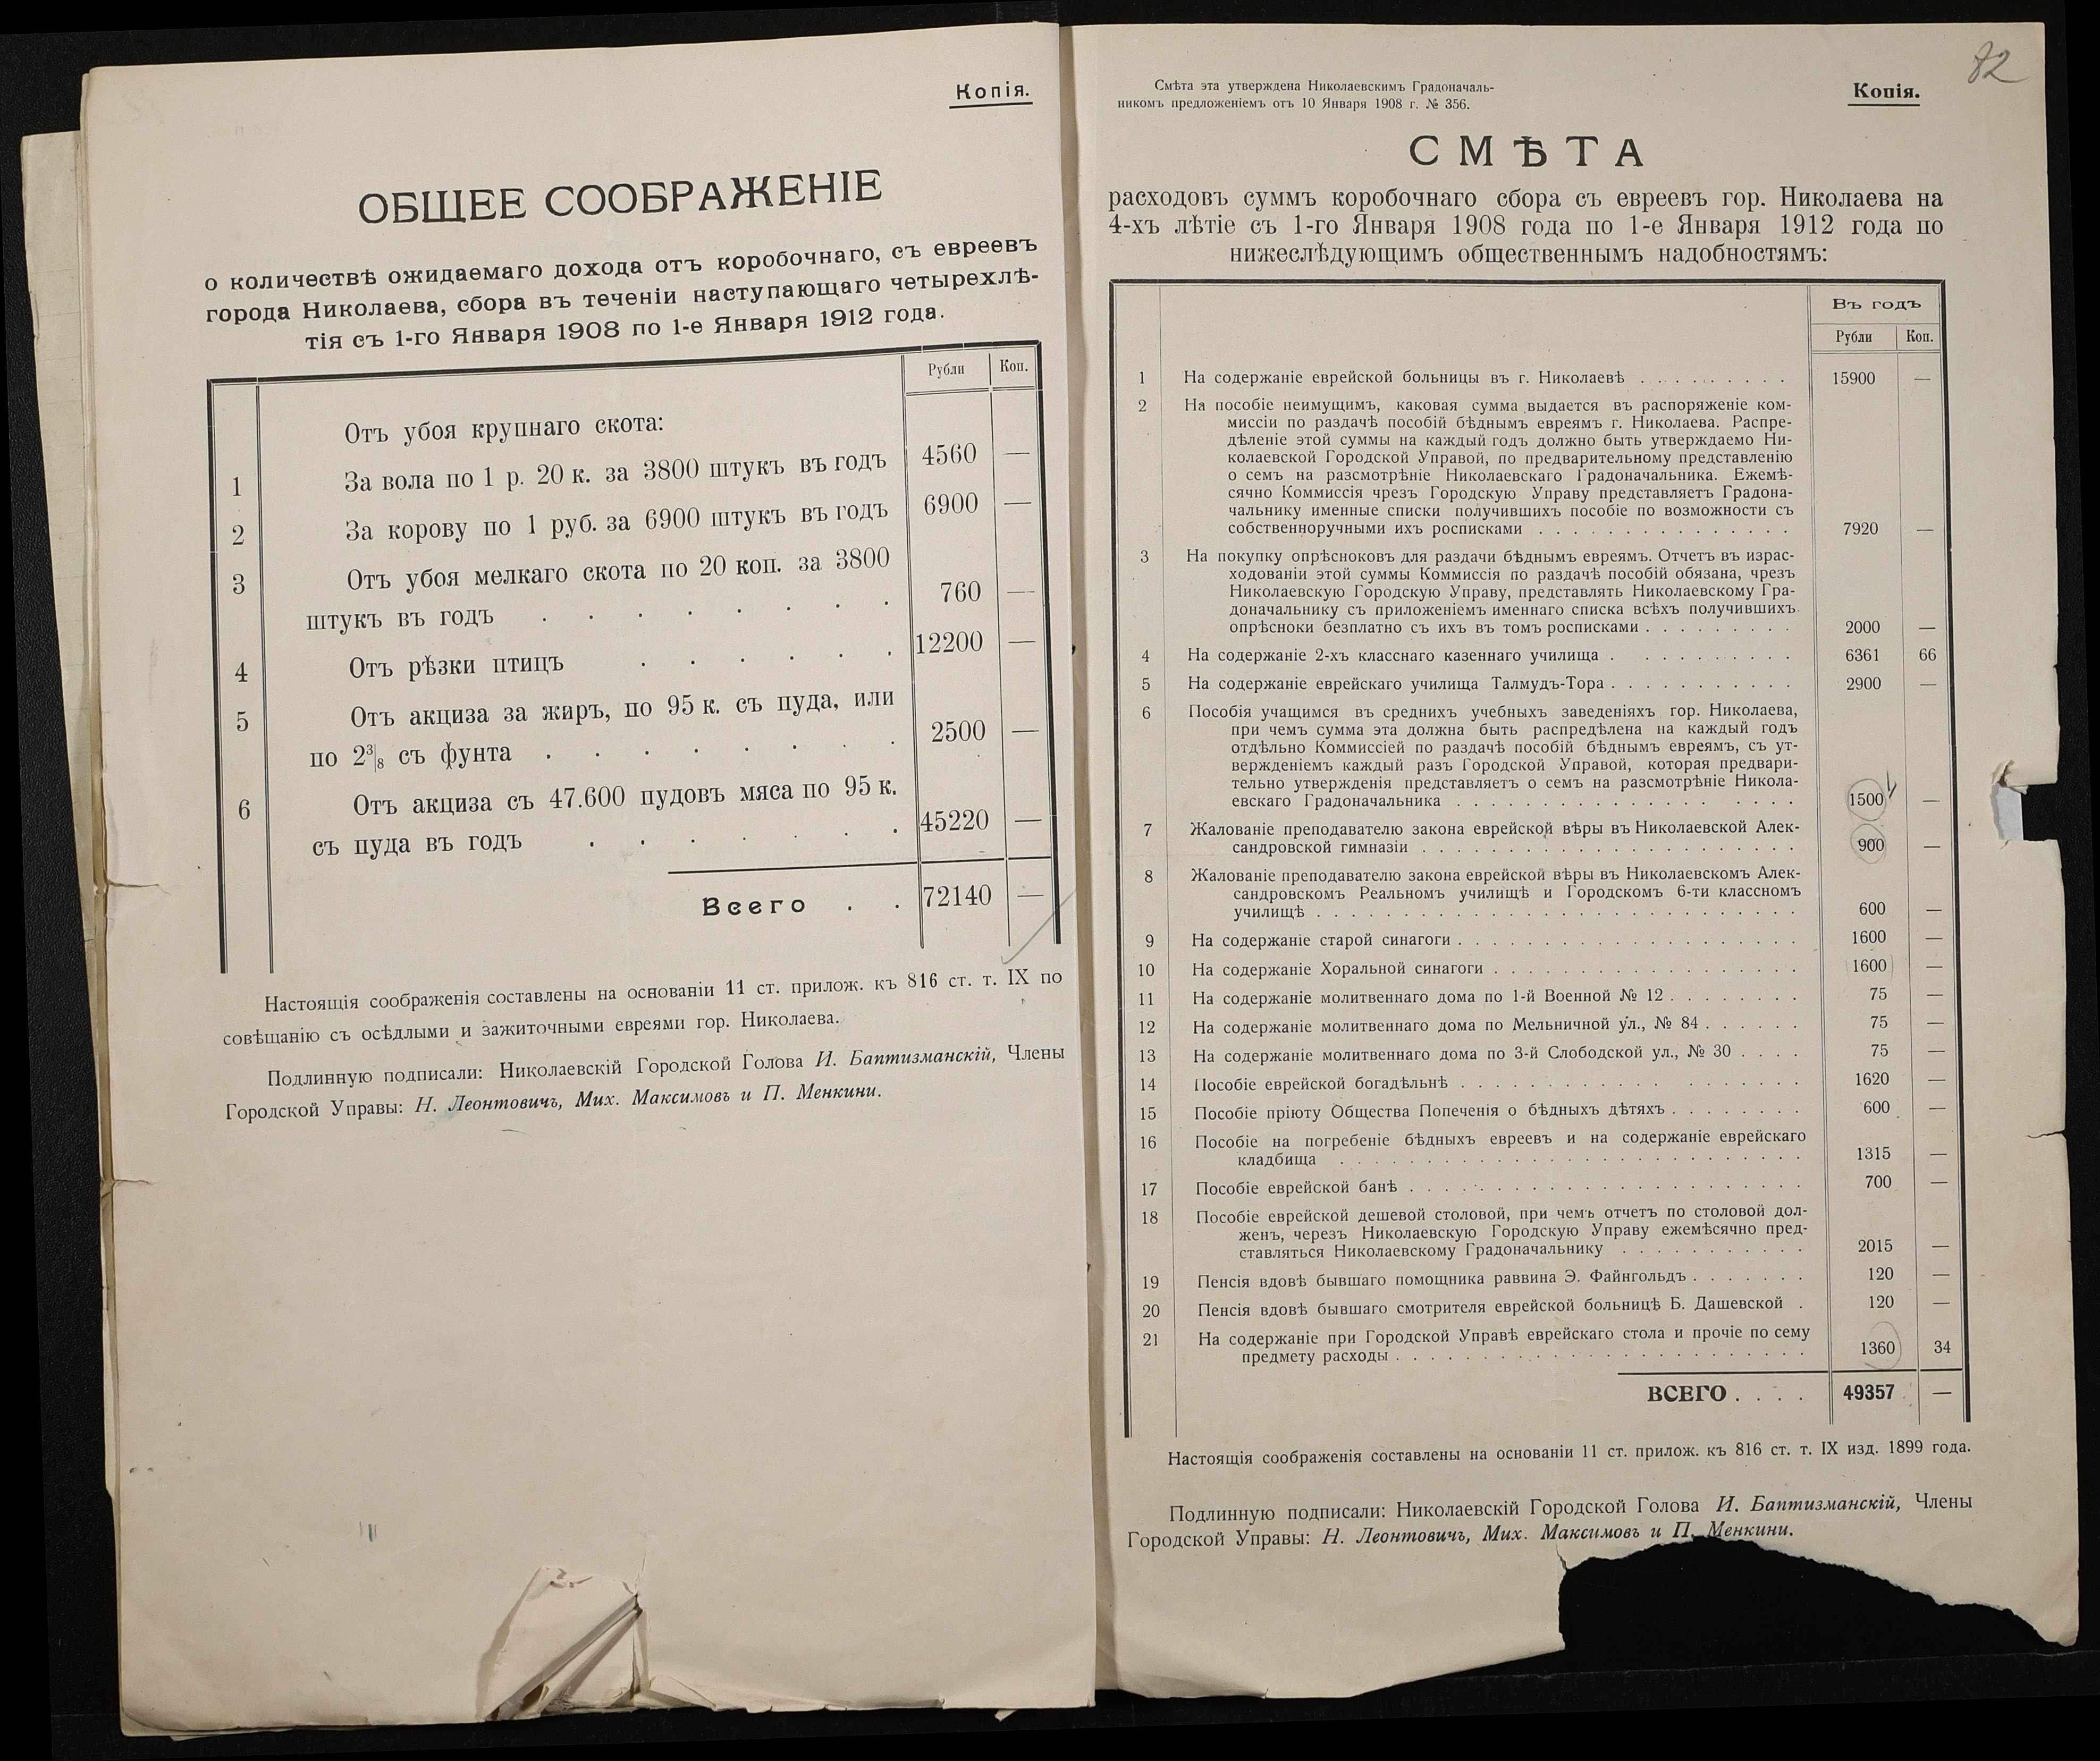 Копія.
ОБЩЕЕ СООБРАЖЕНІЕ
о количествѣ ожидаемаго дохода отъ коробочнаго, съ евреевъ
города Николаева, сбора въ теченіи наступающаго четырехлѣ-
тія съ 1-го Января 1908 по 1-е Января 1912 года.
Рубли Коп.
Отъ убоя крупнаго скота:
1 За вола по 1 р. 20 к. за 3800 штукъ въ годъ 4560 —
2 За корову по 1 руб. за 6900 штукъ въ годъ 6900 —
3 Отъ убоя мелкаго скота по 20 коп. за 3800
штукъ въ годъ . . . . . . . . 760 —
4 Отъ рѣзки птицъ . . . . . . 12200 —
5 Отъ акциза за жиръ, по 95 к. съ пуда, или
по 2³|₈ съ фунта . . . . . . . . 2500 —
6 Отъ акциза съ 47.600 пудовъ мяса по 95 к.
съ пуда въ годъ . . . . . . . 45220 —
Всего . . 72140 —
Настоящія соображенія составлены на основаніи 11 ст. прилож. къ 816 ст. т. IX по
совѣщанію съ осѣдлыми и зажиточными евреями гор. Николаева.
Подлинную подписали: Николаевскій Городской Голова И. Баптизманскій, Члены
Городской Управы: Н. Леонтовичъ, Мих. Максимовъ и П. Менкини.
82
Смѣта эта утверждена Николаевскимъ Градоначаль-
никомъ предложеніемъ отъ 10 Января 1908 г. № 356.
Копія.
СМѢТА
расходовъ суммъ коробочнаго сбора съ евреевъ гор. Николаева на
4-хъ лѣтіе съ 1-го Января 1908 года по 1-е Января 1912 года по
нижеслѣдующимъ общественнымъ надобностямъ:
Въ годъ
Рубли Коп.
1 На содержаніе еврейской больницы въ г. Николаевѣ . . . . . . . . . 15900 —
2 На пособіе неимущимъ, каковая сумма выдается въ распоряженіе ком-
миссіи по раздачѣ пособій бѣднымъ евреямъ г. Николаева. Распре-
дѣленіе этой суммы на каждый годъ должно быть утверждаемо Ни-
колаевской Городской Управой, по предварительному представленію
о семъ на разсмотрѣніе Николаевскаго Градоначальника. Ежемѣ-
сячно Коммиссія чрезъ Городскую Управу представляетъ Градона-
чальнику именные списки получившихъ пособіе по возможности съ
собственноручными ихъ росписками . . . . . . . . . . . . . . . 7920 —
3 На покупку опрѣсноковъ для раздачи бѣднымъ евреямъ. Отчетъ въ израс-
ходованіи этой суммы Коммиссія по раздачѣ пособій обязана, чрезъ
Николаевскую Городскую Управу, представлять Николаевскому Гра-
доначальнику съ приложеніемъ именнаго списка всѣхъ получившихъ
опрѣсноки безплатно съ ихъ въ томъ росписками . . . . . . . . . 2000 —
4 На содержаніе 2-хъ класснаго казеннаго училища . . . . . . . . . . 6361 66
5 На содержаніе еврейскаго училища Талмудъ-Тора . . . . . . . . . . . 2900 —
6 Пособія учащимся въ среднихъ учебныхъ заведеніяхъ гор. Николаева,
при чемъ сумма эта должна быть распредѣлена на каждый годъ
отдѣльно Коммиссіей по раздачѣ пособій бѣднымъ евреямъ, съ ут-
вержденіемъ каждый разъ Городской Управой, которая предвари-
тельно утвержденія представляетъ о семъ на разсмотрѣніе Никола-
евскаго Градоначальника . . . . . . . . . . . . . . . . . . . 1500 —
7 Жалованіе преподавателю закона еврейской вѣры въ Николаевской Алек-
сандровской гимназіи . . . . . . . . . . . . . . . . . . . . . . 900 —
8 Жалованіе преподавателю закона еврейской вѣры въ Николаевскомъ Алек-
сандровскомъ Реальномъ училищѣ и Городскомъ 6-ти классномъ
училищѣ . . . . . . . . . . . . . . . . . . . . . . . . . . . . 600 —
9 На содержаніе старой синагоги . . . . . . . . . . . . . . . . . . . . 1600 —
10 На содержаніе Хоральной синагоги . . . . . . . . . . . . . . . . . . 1600 —
11 На содержаніе молитвеннаго дома по 1-й Военной № 12 . . . . . . . . 75 —
12 На содержаніе молитвеннаго дома по Мельничной ул., № 84 . . . . . . 75 —
13 На содержаніе молитвеннаго дома по 3-й Слободской ул., № 30 . . . . 75 —
14 Пособіе еврейской богадѣльнѣ . . . . . . . . . . . . . . . . . . . 1620 —
15 Пособіе пріюту Общества Попеченія о бѣдныхъ дѣтяхъ . . . . . . . . 600 —
16 Пособіе на погребеніе бѣдныхъ евреевъ и на содержаніе еврейскаго
кладбища . . . . . . . . . . . . . . . . . . . . . . . . . . . 1315 —
17 Пособіе еврейской банѣ . . . . . . . . . . . . . . . . . . . . . . . 700 —
18 Пособіе еврейской дешевой столовой, при чемъ отчетъ по столовой дол-
женъ, черезъ Николаевскую Городскую Управу ежемѣсячно пред-
ставляться Николаевскому Градоначальнику . . . . . . . . . . . 2015 —
19 Пенсія вдовѣ бывшаго помощника раввина Э. Файнгольдъ . . . . . . . 120 —
20 Пенсія вдовѣ бывшаго смотрителя еврейской больницѣ Б. Дашевской . 120 —
21 На содержаніе при Городской Управѣ еврейскаго стола и прочіе по сему
предмету расходы . . . . . . . . . . . . . . . . . . . . . . . . 1360 34
ВСЕГО . . . . 49357 —
Настоящія соображенія составлены на основаніи 11 ст. прилож. къ 816 ст. т. IX изд. 1899 года.
Подлинную подписали: Николаевскій Городской Голова И. Баптизманскій, Члены
Городской Управы: Н. Леонтовичъ, Мих. Максимовъ и П. Менкини.